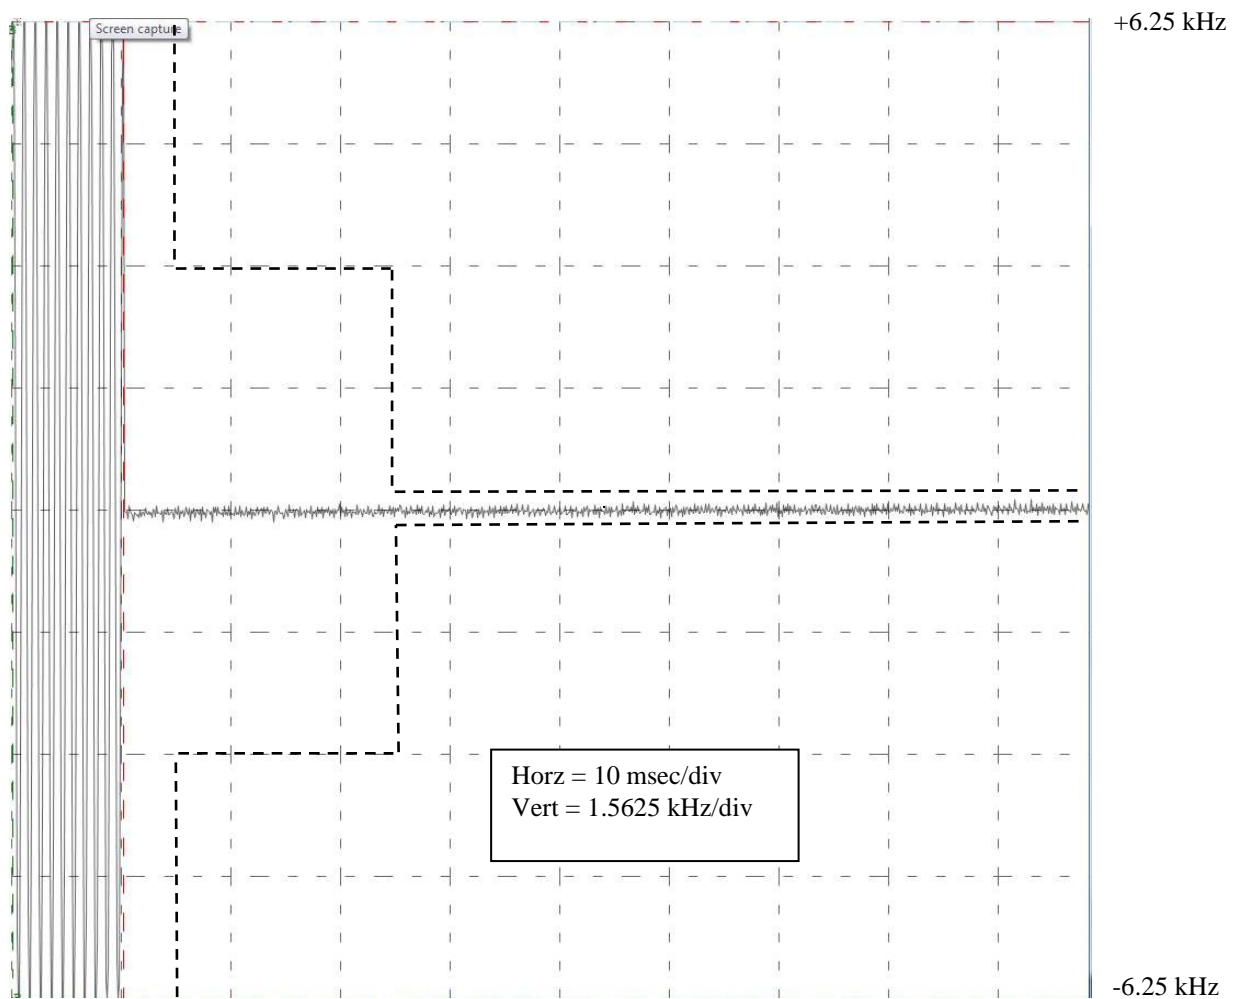 +6.25 kHz
Screen capture
Horz = 10 msec/div
Vert = 1.5625 kHz/div
-6.25 kHz